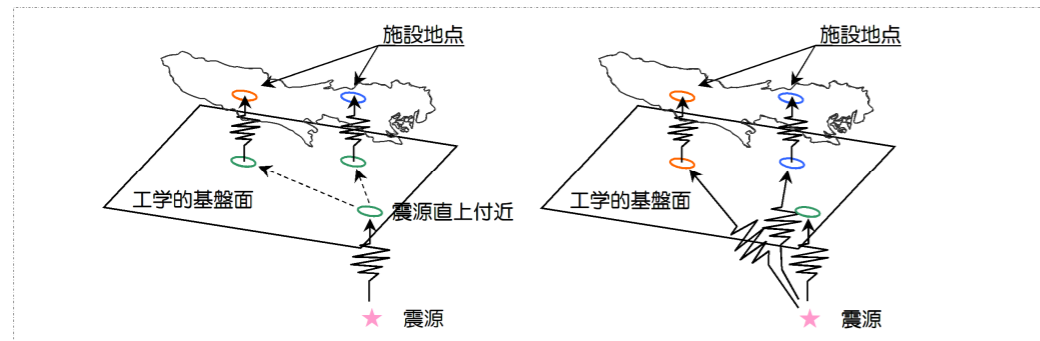 施設地点
工学的基盤面
震源直上付近
震源
施設地点
工学的基盤面
震源